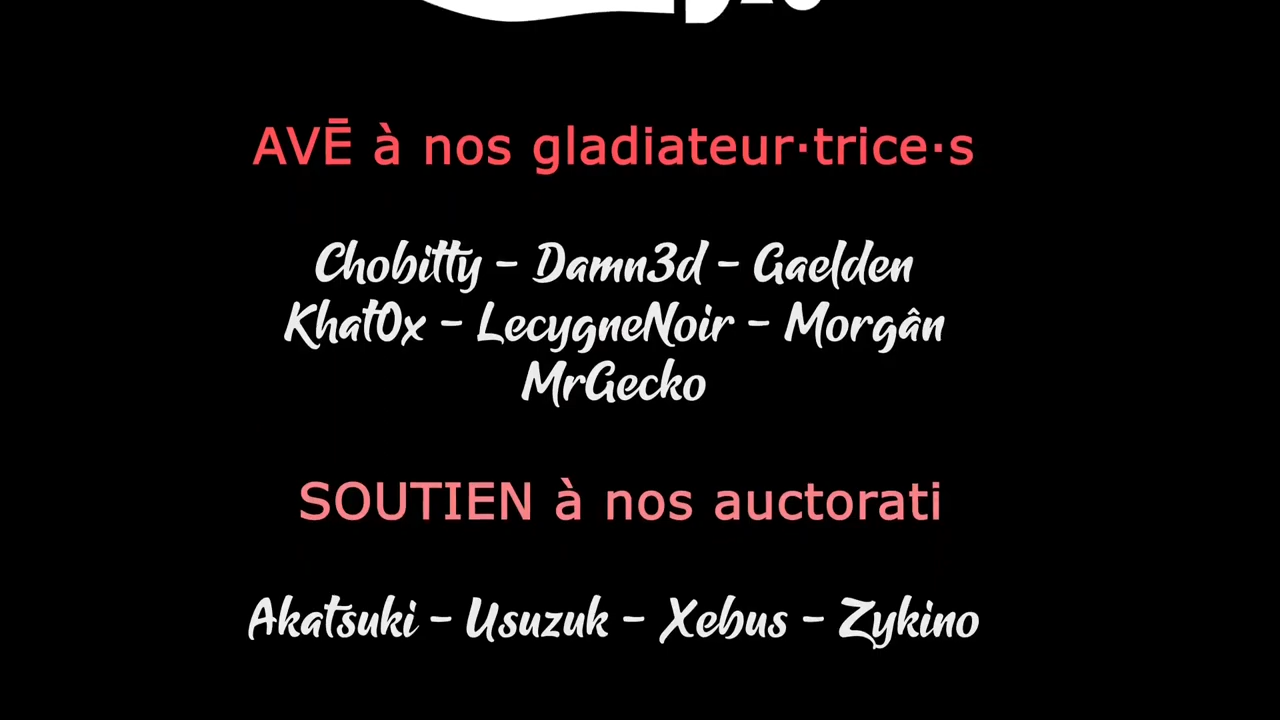 AVĒ à nos gladiateur·trice·s
Chobitty - Damn3d - Gaelden
Khat0x - LecygneNoir - Morgân
MrGecko
SOUTIEN à nos auctorati
Akatsuki - Usuzuk - Xebus - Zykino